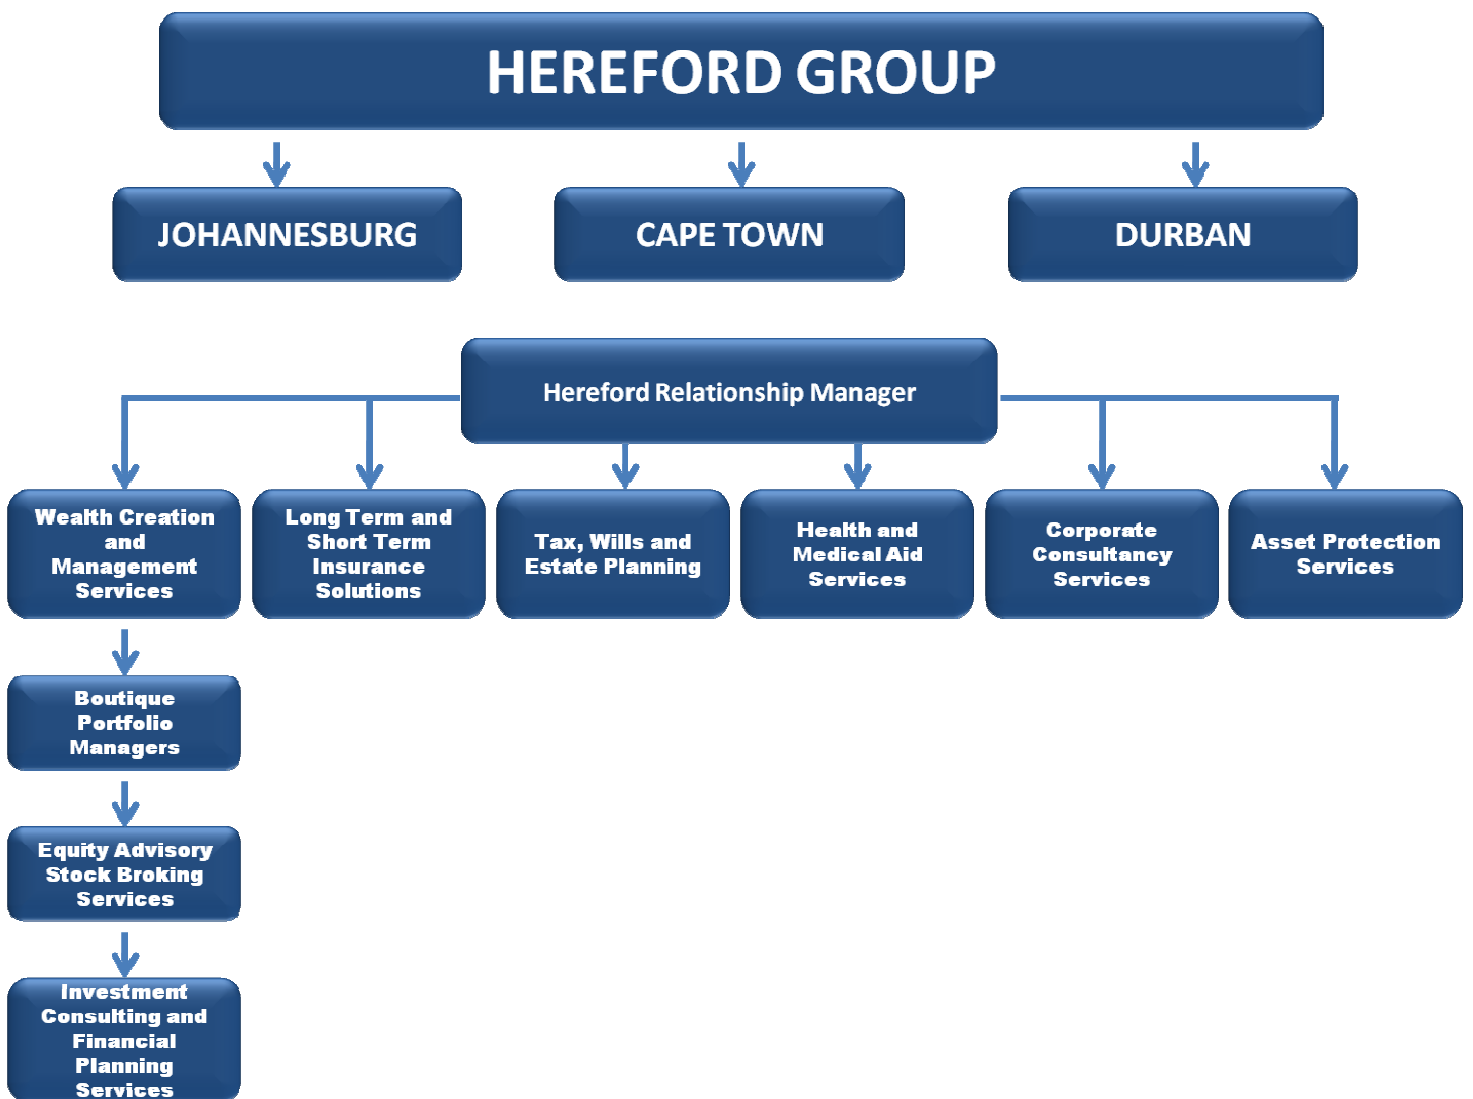 HEREFORD GROUP
JOHANNESBURG
CAPE TOWN
DURBAN
Hereford Relationship Manager
Wealth Creation
and
Management
Services
Long Term and
Short Term
Insurance
Solutions
Tax, Wills and
Estate Planning
Health and
Medical Aid
Services
Corporate
Consultancy
Services
Asset Protection
Services
Boutique
Portfolio
Managers
Equity Advisory
Stock Broking
Services
Investment
Consulting and
Financial
Planning
Services